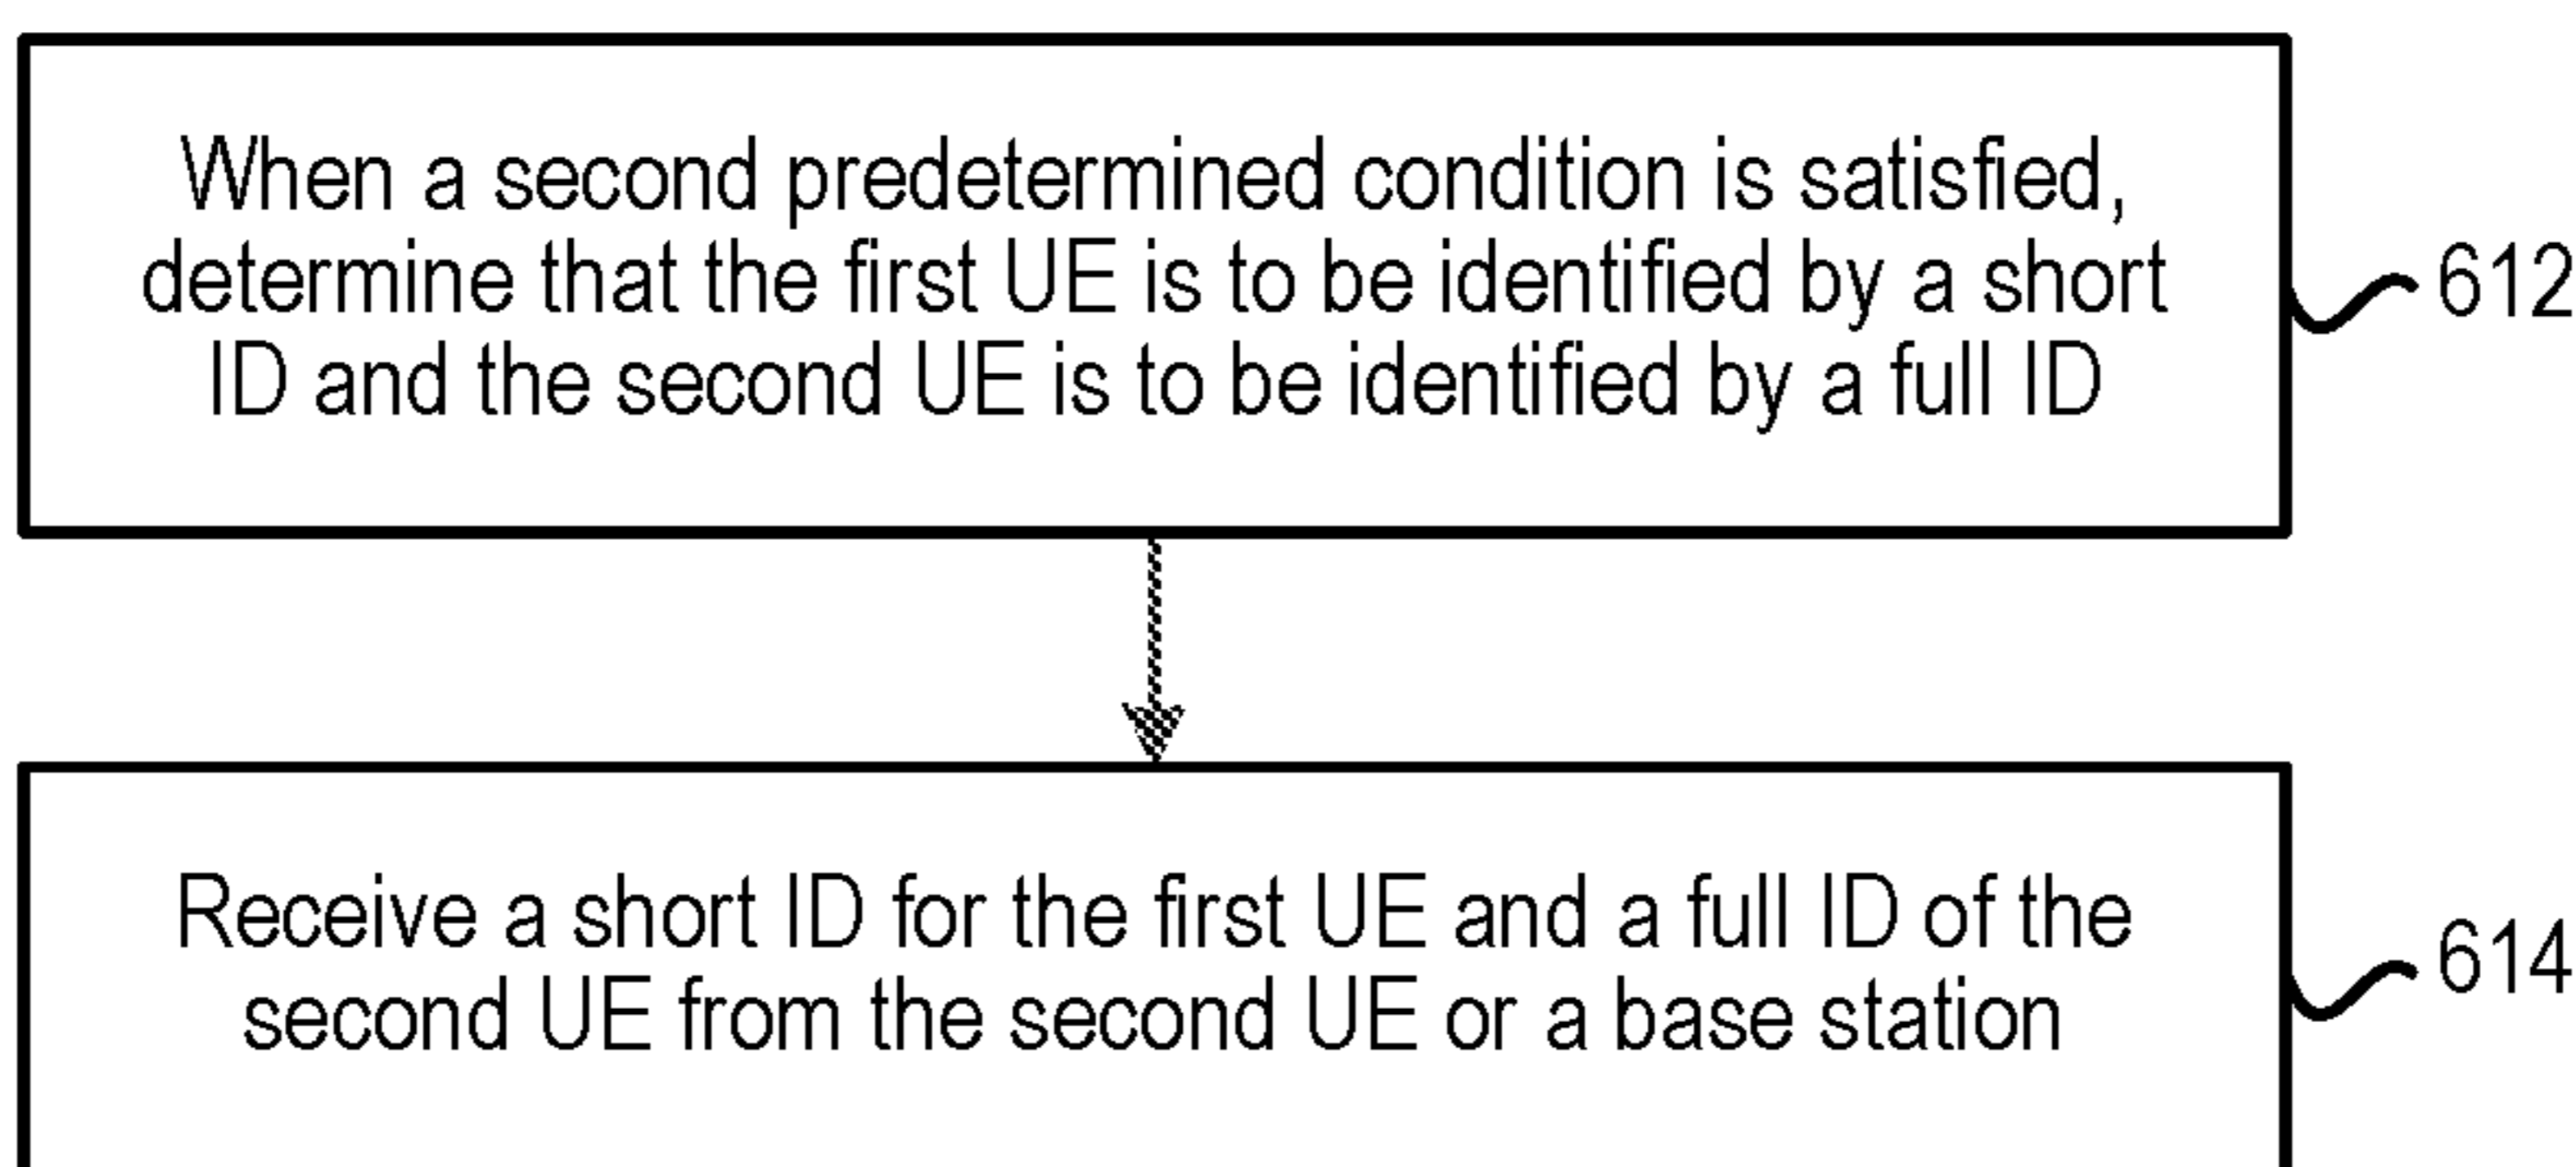 When a second predetermined condition is satisfied,
determine that the first UE is to be identified by a short
ID and the second UE is to be identified by a full ID
612
Receive a short ID for the first UE and a full ID of the
second UE from the second UE or a base station
614